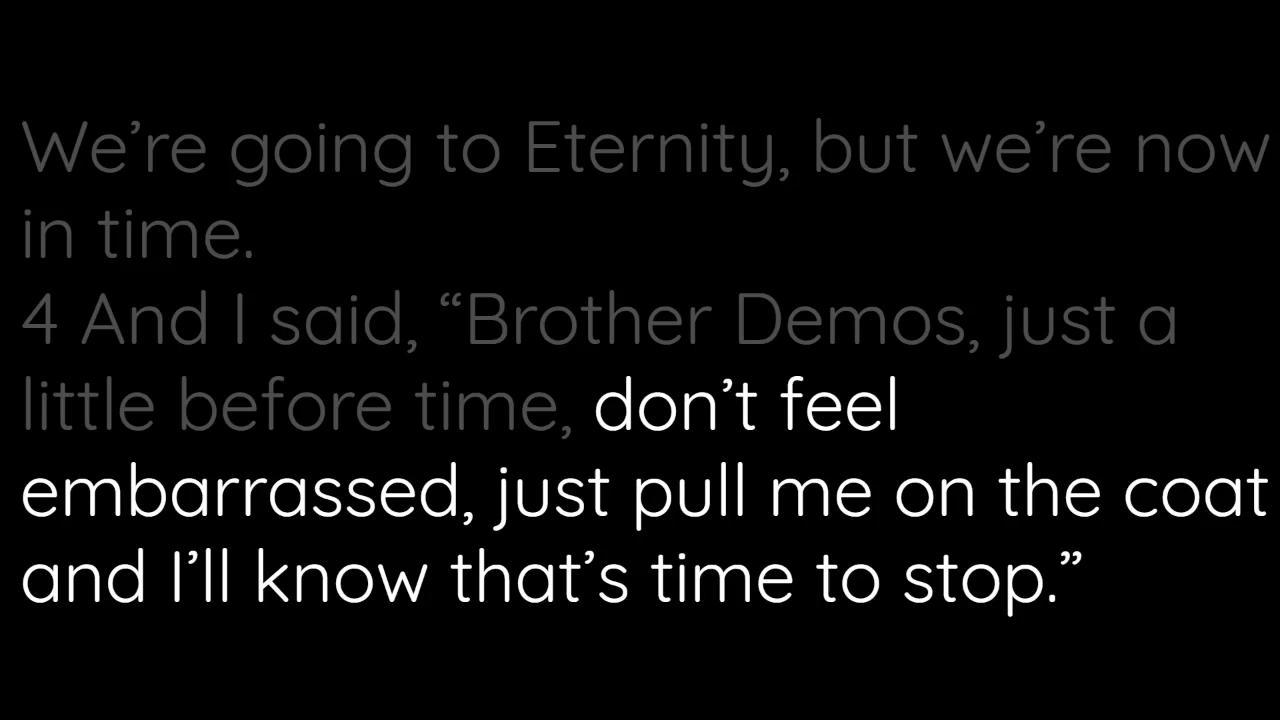 We’re going to Eternity, but we’re now
in time.
4 And I said, “Brother Demos, just a
little before time, don’t feel
embarrassed, just pull me on the coat
and I’ll know that’s time to stop.”